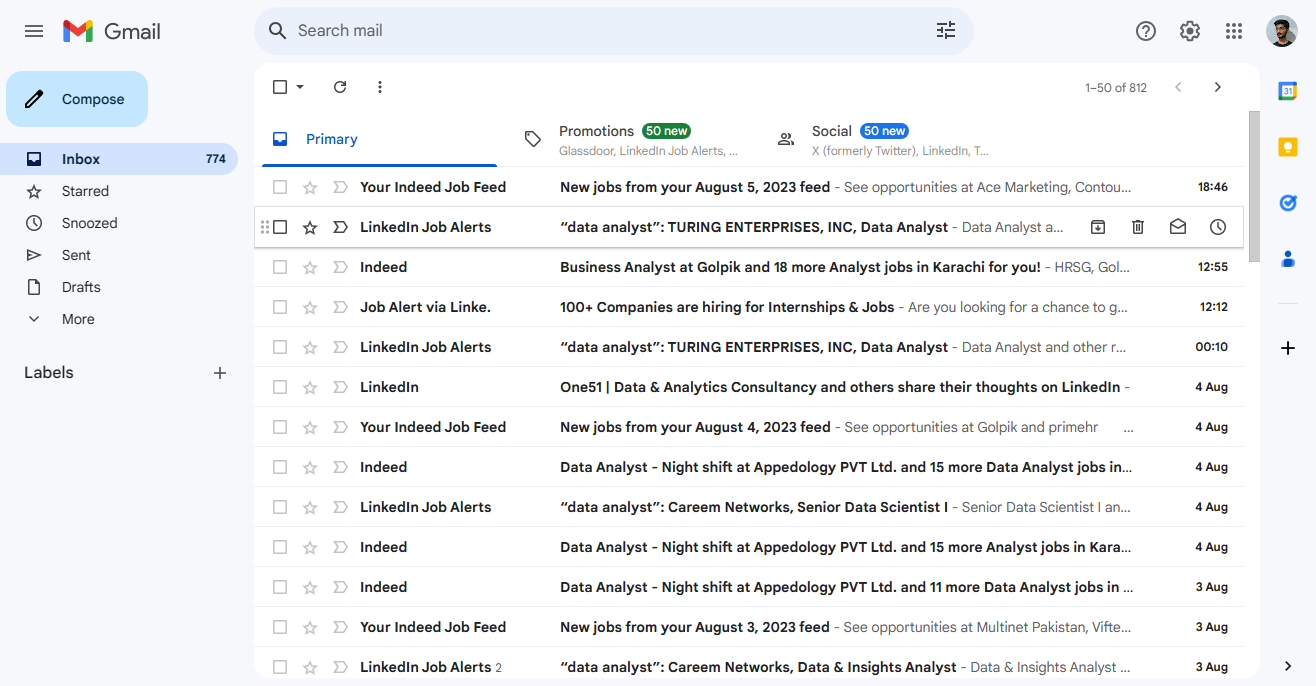 Gmail
Search mail
Compose
1–50 of 812
Inbox 774
Starred
Snoozed
Sent
Drafts
More
Labels
31
Primary
Promotions 50 new
Glassdoor, LinkedIn Job Alerts, ...
Social 50 new
X (formerly Twitter), LinkedIn, T...
Your Indeed Job Feed New jobs from your August 5, 2023 feed - See opportunities at Ace Marketing, Contou... 18:46
LinkedIn Job Alerts “data analyst”: TURING ENTERPRISES, INC, Data Analyst - Data Analyst a...
Indeed Business Analyst at Golpik and 18 more Analyst jobs in Karachi for you! - HRSG, Gol... 12:55
Job Alert via Linke. 100+ Companies are hiring for Internships & Jobs - Are you looking for a chance to g... 12:12
LinkedIn Job Alerts “data analyst”: TURING ENTERPRISES, INC, Data Analyst - Data Analyst and other r... 00:10
LinkedIn One51 | Data & Analytics Consultancy and others share their thoughts on LinkedIn - 4 Aug
Your Indeed Job Feed New jobs from your August 4, 2023 feed - See opportunities at Golpik and primehr ... 4 Aug
Indeed Data Analyst - Night shift at Appedology PVT Ltd. and 15 more Data Analyst jobs in... 4 Aug
LinkedIn Job Alerts “data analyst”: Careem Networks, Senior Data Scientist I - Senior Data Scientist I an... 4 Aug
Indeed Data Analyst - Night shift at Appedology PVT Ltd. and 15 more Analyst jobs in Kara... 4 Aug
Indeed Data Analyst - Night shift at Appedology PVT Ltd. and 11 more Data Analyst jobs in ... 3 Aug
Your Indeed Job Feed New jobs from your August 3, 2023 feed - See opportunities at Multinet Pakistan, Vifte... 3 Aug
LinkedIn Job Alerts 2 “data analyst”: Careem Networks, Data & Insights Analyst - Data & Insights Analyst ... 3 Aug